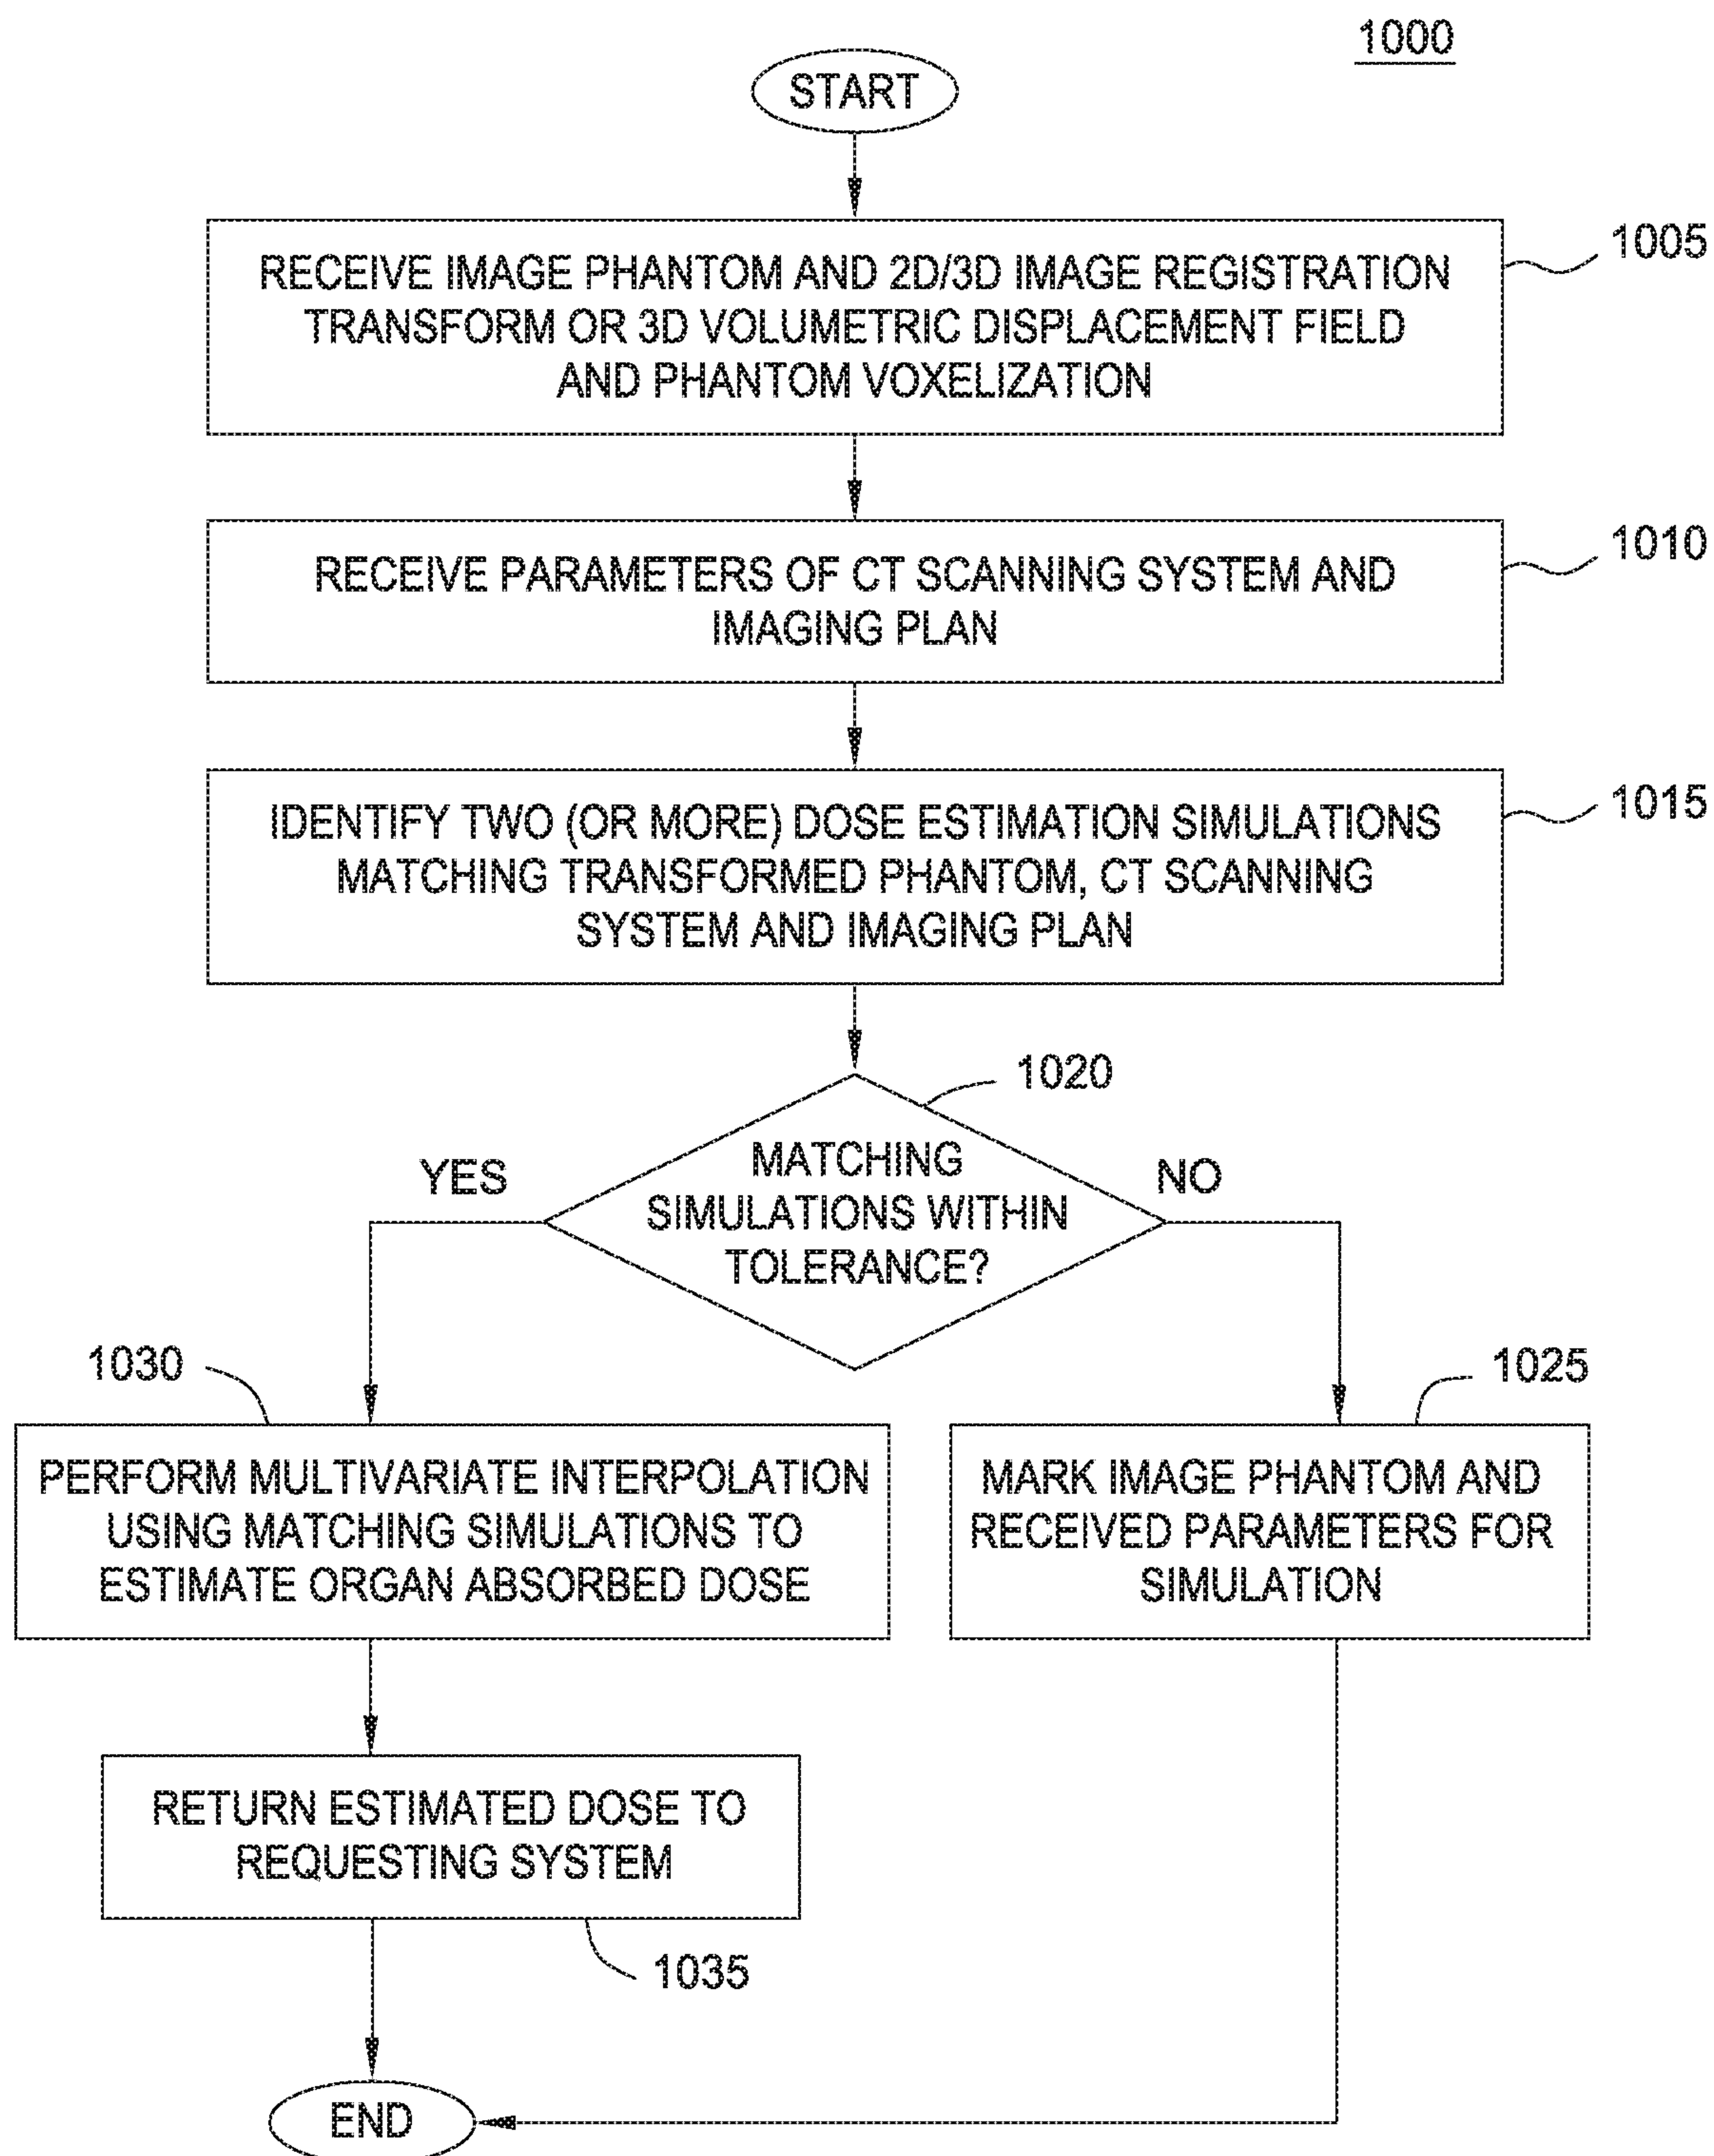 1000
START
RECEIVE IMAGE PHANTOM AND 2D/3D IMAGE REGISTRATION
TRANSFORM OR 3D VOLUMETRIC DISPLACEMENT FIELD
AND PHANTOM VOXELIZATION
1005
RECEIVE PARAMETERS OF CT SCANNING SYSTEM AND
IMAGING PLAN
1010
IDENTIFY TWO (OR MORE) DOSE ESTIMATION SIMULATIONS
MATCHING TRANSFORMED PHANTOM, CT SCANNING
SYSTEM AND IMAGING PLAN
1015
1020
MATCHING
SIMULATIONS WITHIN
TOLERANCE?
YES
NO
1030
PERFORM MULTIVARIATE INTERPOLATION
USING MATCHING SIMULATIONS TO
ESTIMATE ORGAN ABSORBED DOSE
1025
MARK IMAGE PHANTOM AND
RECEIVED PARAMETERS FOR
SIMULATION
RETURN ESTIMATED DOSE TO
REQUESTING SYSTEM
1035
END